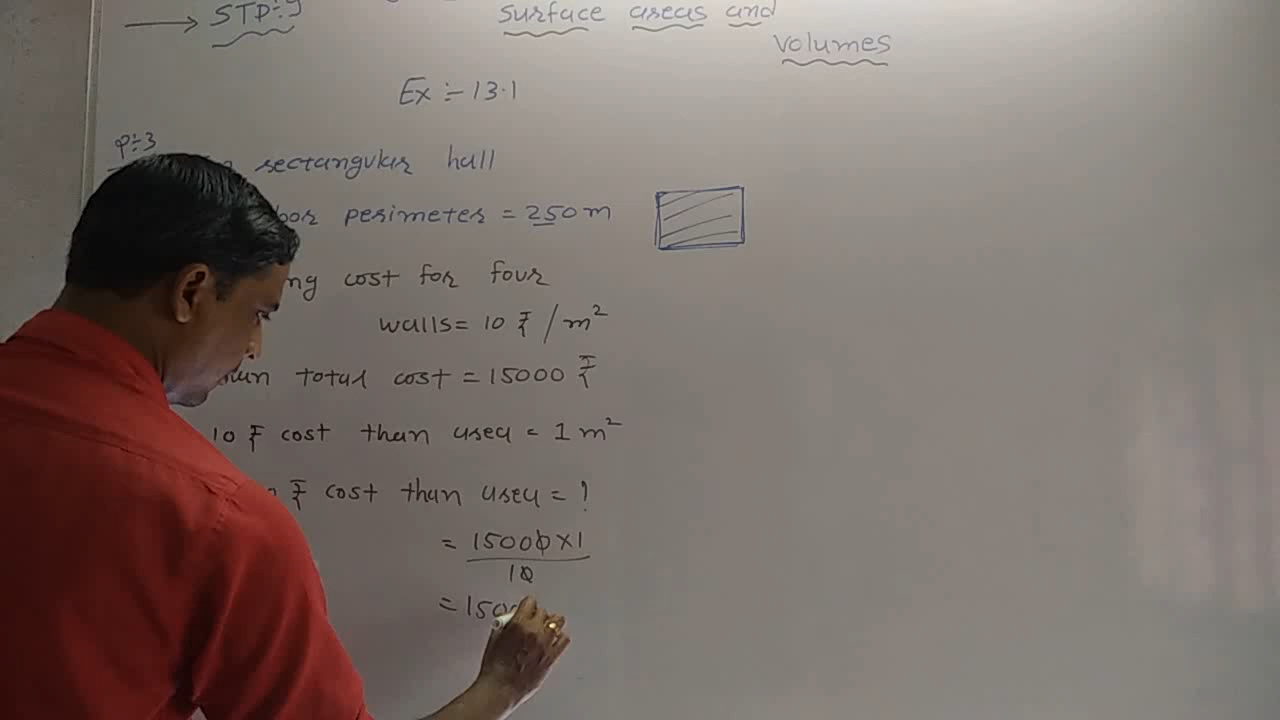 → STD÷9 surface areas and
volumes
Ex÷-13.1
P÷3
rectangular hall
perimeter = 250 m
cost for four
walls = 10 ₹ / m²
total cost = 15000 ₹
10 ₹ cost than used = 1 m²
₹ cost than used = ?
= 15000 × 1
10